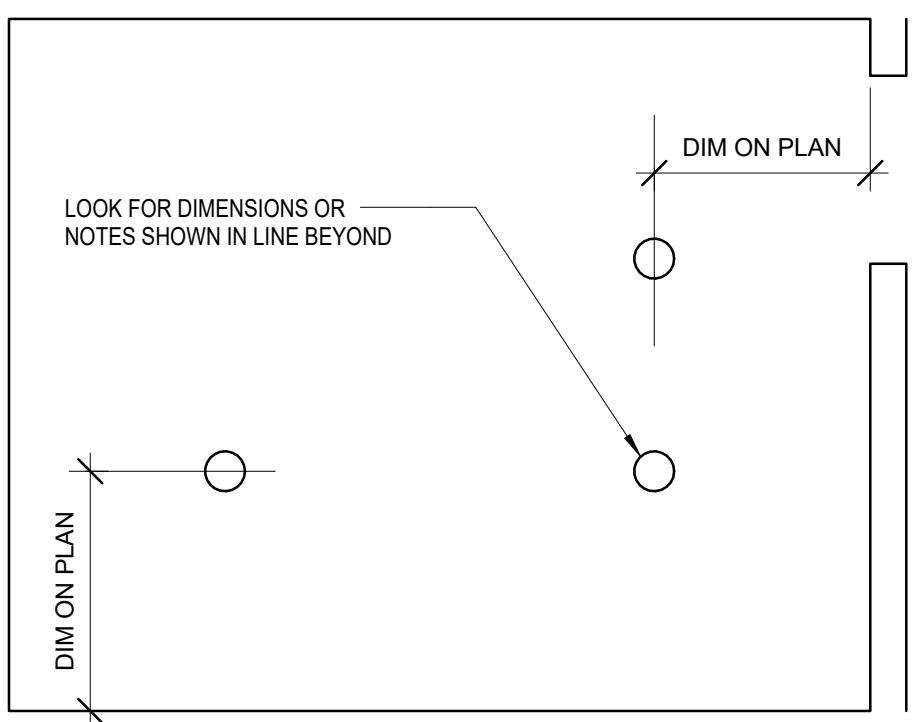 DIM ON PLAN
LOOK FOR DIMENSIONS OR
NOTES SHOWN IN LINE BEYOND
DIM ON PLAN